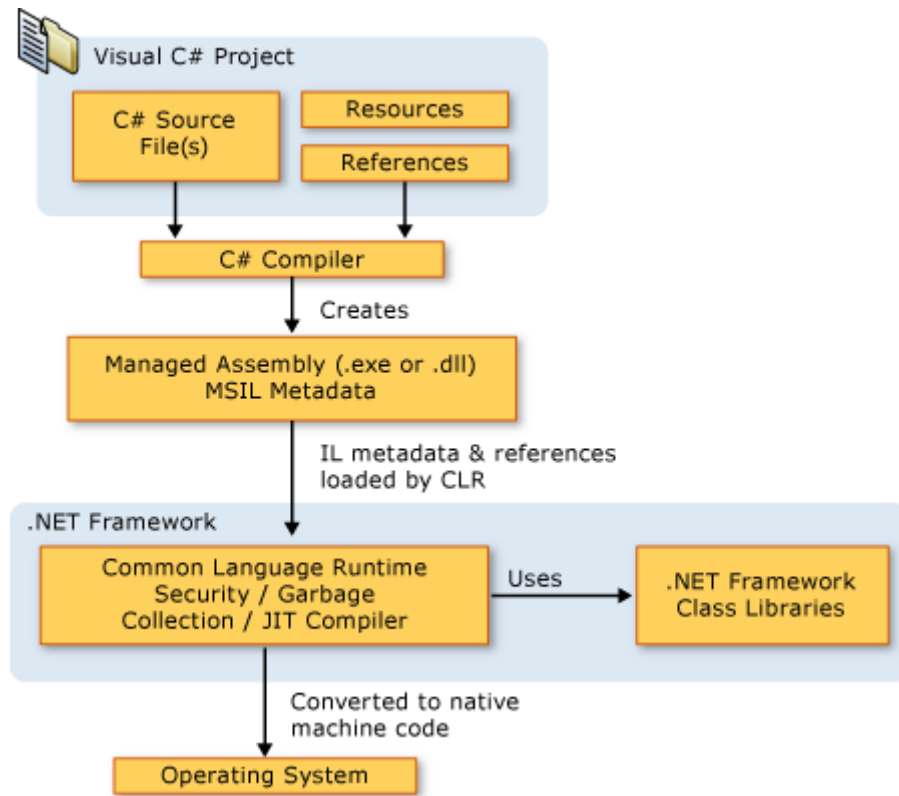 Visual C# Project
C# Source
File(s)
Resources
References
C# Compiler
Creates
Managed Assembly (.exe or .dll)
MSIL Metadata
IL metadata & references
loaded by CLR
.NET Framework
Common Language Runtime
Security / Garbage
Collection / JIT Compiler
Uses
.NET Framework
Class Libraries
Converted to native
machine code
Operating System